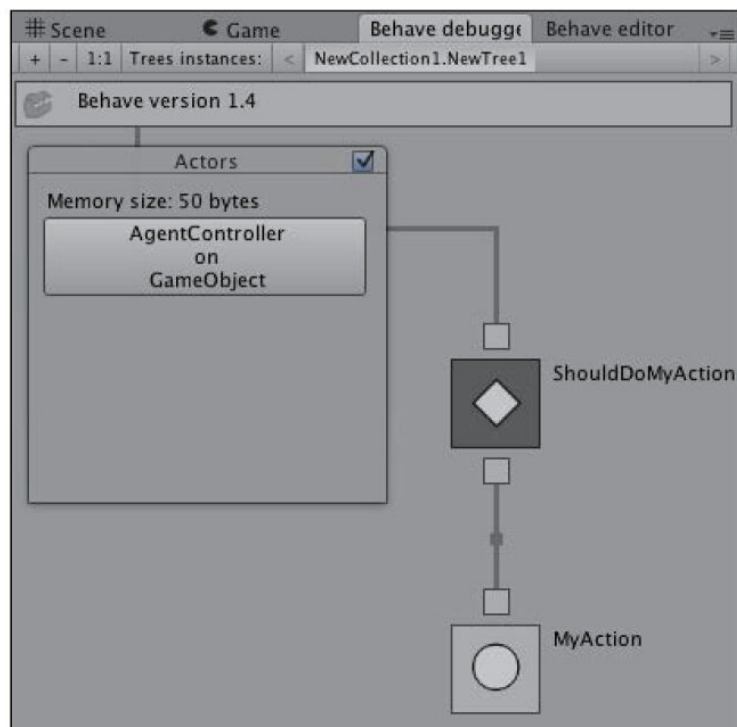 Scene Game Behave debugge Behave editor
+ - 1:1 Trees instances: < NewCollection1.NewTree1 >
Behave version 1.4
Actors
Memory size: 50 bytes
AgentController
on
GameObject
ShouldDoMyAction
MyAction